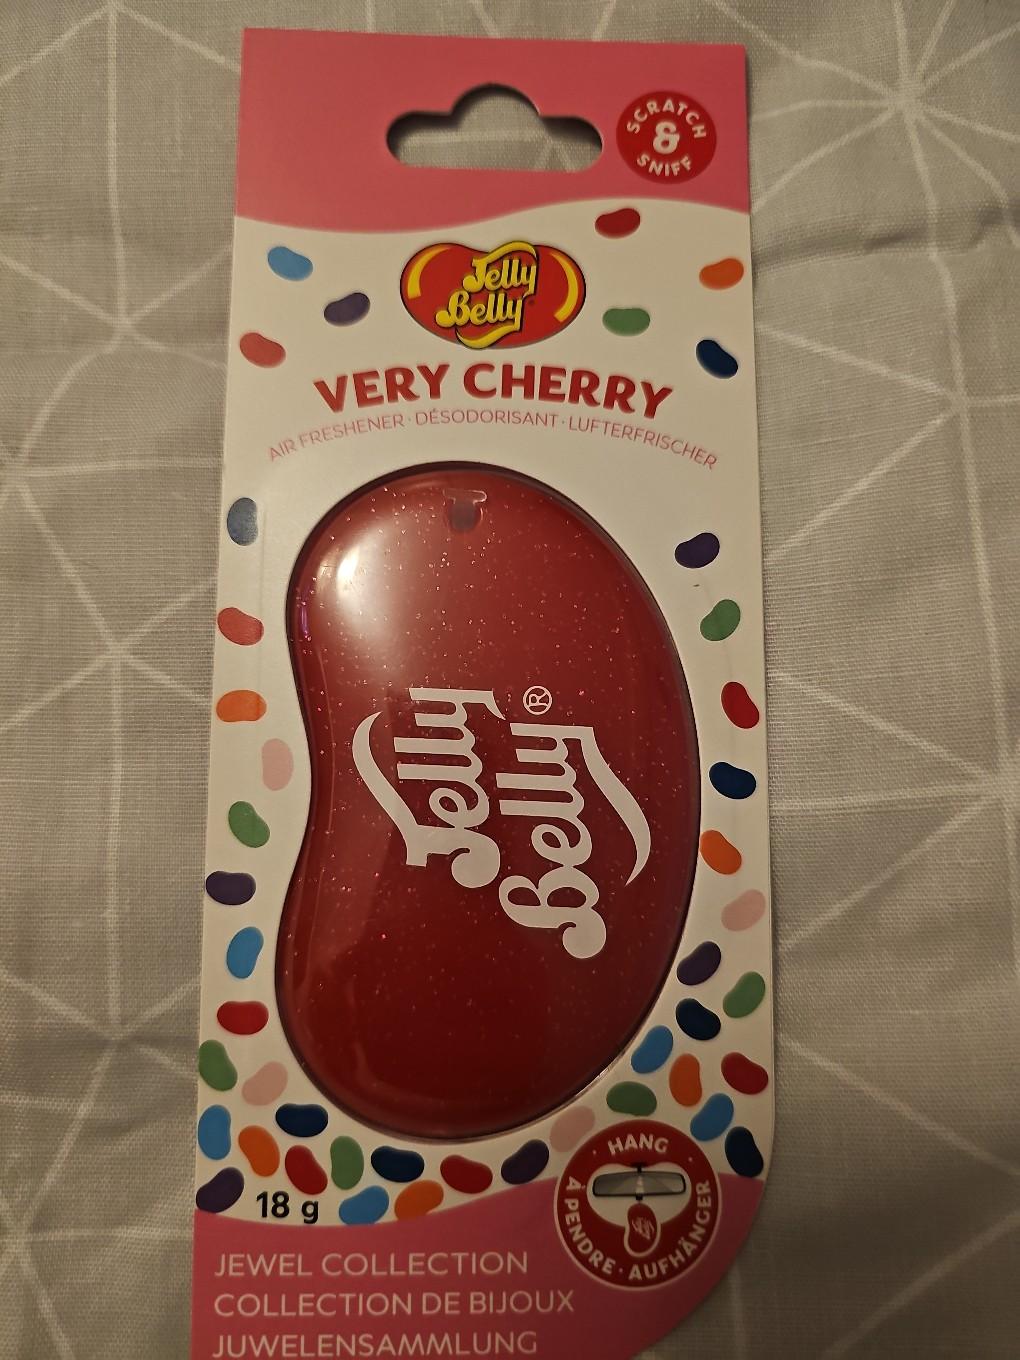 SCRATCH
&
SNIFF
Jelly
Belly
VERY CHERRY
AIR FRESHENER · DÉSODORISANT · LUFTERFRISCHER
Jelly
Belly®
18 g
· HANG ·
À PENDRE · AUFHÄNGER
JEWEL COLLECTION
COLLECTION DE BIJOUX
JUWELENSAMMLUNG